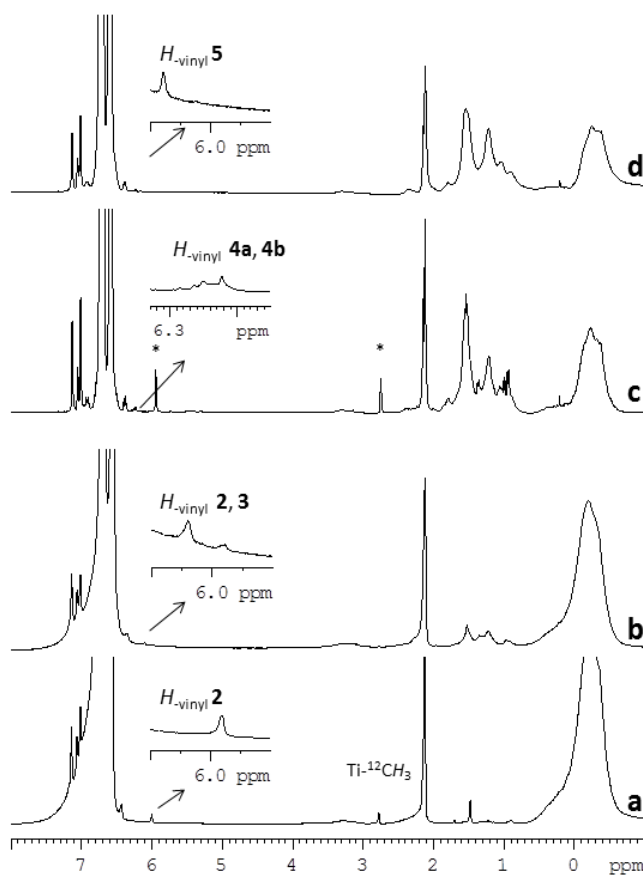 H-vinyl 5
6.0 ppm
d
H-vinyl 4a, 4b
6.3 ppm
* *
c
H-vinyl 2, 3
6.0 ppm
b
H-vinyl 2
6.0 ppm
Ti-¹²CH₃
a
7 6 5 4 3 2 1 0 ppm